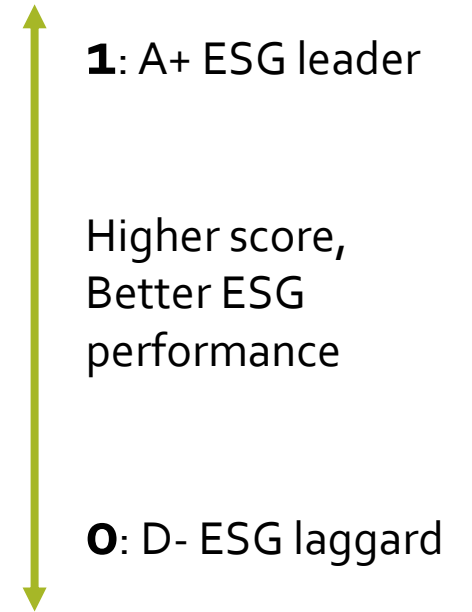 1: A+ ESG leader
Higher score,
Better ESG
performance
0: D- ESG laggard